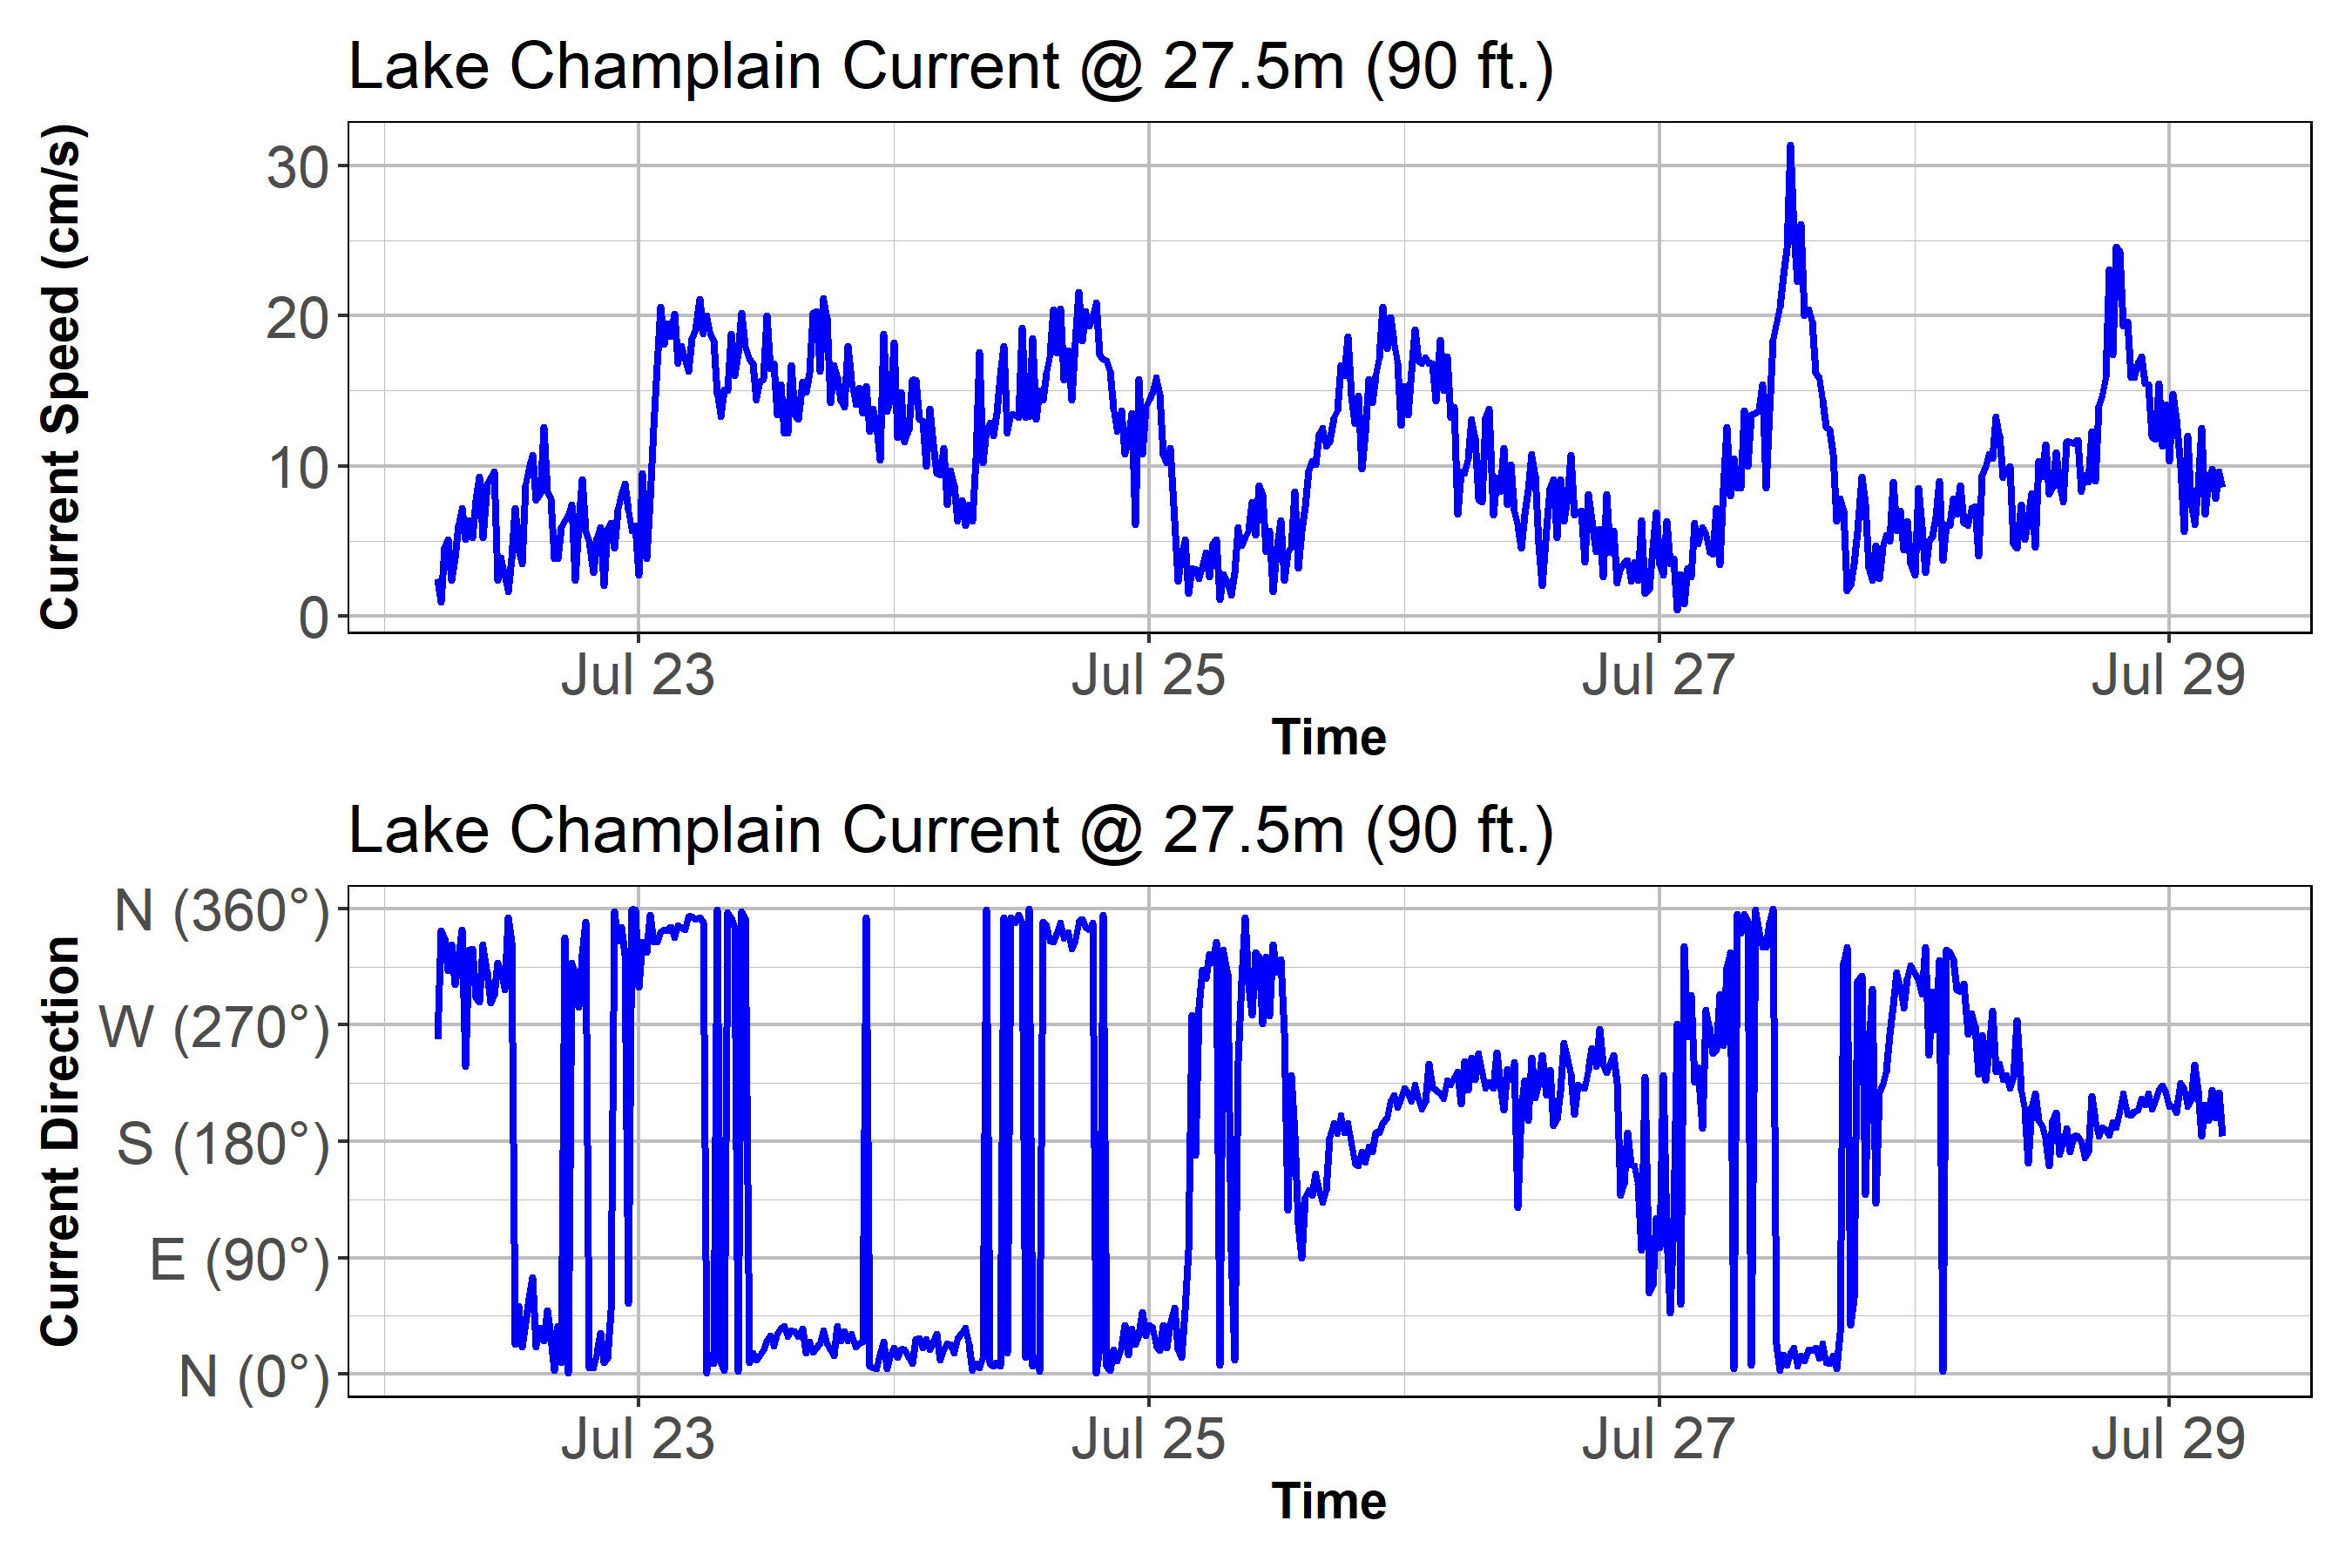 Lake Champlain Current @ 27.5m (90 ft.)
Current Speed (cm/s)
30
20
10
0
Jul 23 Jul 25 Jul 27 Jul 29
Time
Lake Champlain Current @ 27.5m (90 ft.)
Current Direction
N (360°)
W (270°)
S (180°)
E (90°)
N (0°)
Jul 23 Jul 25 Jul 27 Jul 29
Time